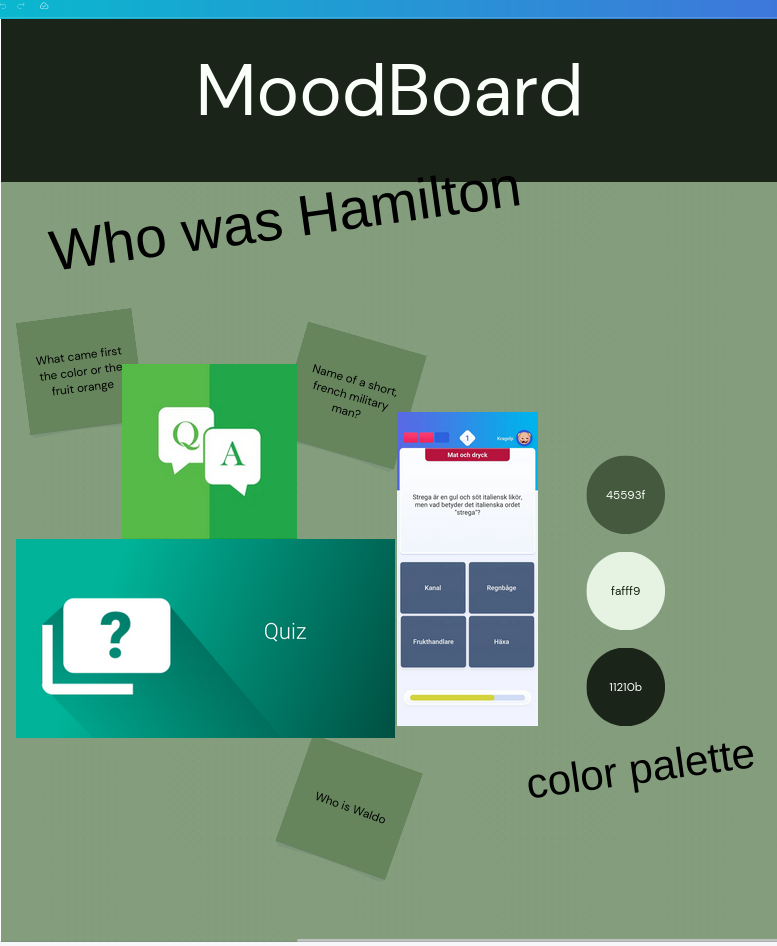 MoodBoard
Who was Hamilton
What came first
the color or the
fruit orange
Name of a short,
french military
man?
Q
A
1
Krogsby
Mat och dryck
Strega är en gul och söt italiensk likör,
men vad betyder det italienska ordet
"strega"?
Kanal
Regnbåge
Frukthandlare
Häxa
?
Quiz
45593f
fafff9
11210b
color palette
Who is Waldo